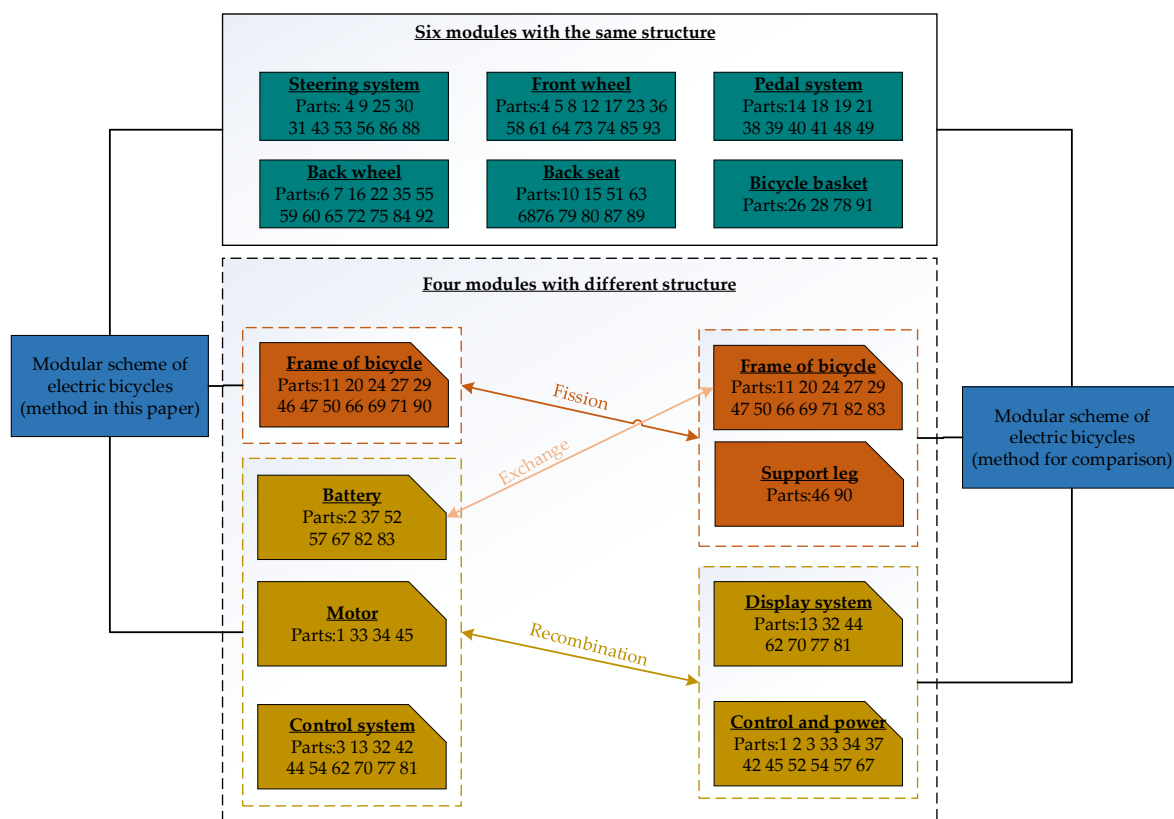 Six modules with the same structure
Steering system
Parts: 4 9 25 30
31 43 53 56 86 88
Front wheel
Parts:4 5 8 12 17 23 36
58 61 64 73 74 85 93
Pedal system
Parts:14 18 19 21
38 39 40 41 48 49
Back wheel
Parts:6 7 16 22 35 55
59 60 65 72 75 84 92
Back seat
Parts:10 15 51 63
6876 79 80 87 89
Bicycle basket
Parts:26 28 78 91
Four modules with different structure
Modular scheme of
electric bicycles
(method in this paper)
Frame of bicycle
Parts:11 20 24 27 29
46 47 50 66 69 71 90
Battery
Parts:2 37 52
57 67 82 83
Motor
Parts:1 33 34 45
Control system
Parts:3 13 32 42
44 54 62 70 77 81
Fission
Exchange
Recombination
Frame of bicycle
Parts:11 20 24 27 29
47 50 66 69 71 82 83
Support leg
Parts:46 90
Display system
Parts:13 32 44
62 70 77 81
Control and power
Parts:1 2 3 33 34 37
42 45 52 54 57 67
Modular scheme of
electric bicycles
(method for comparison)